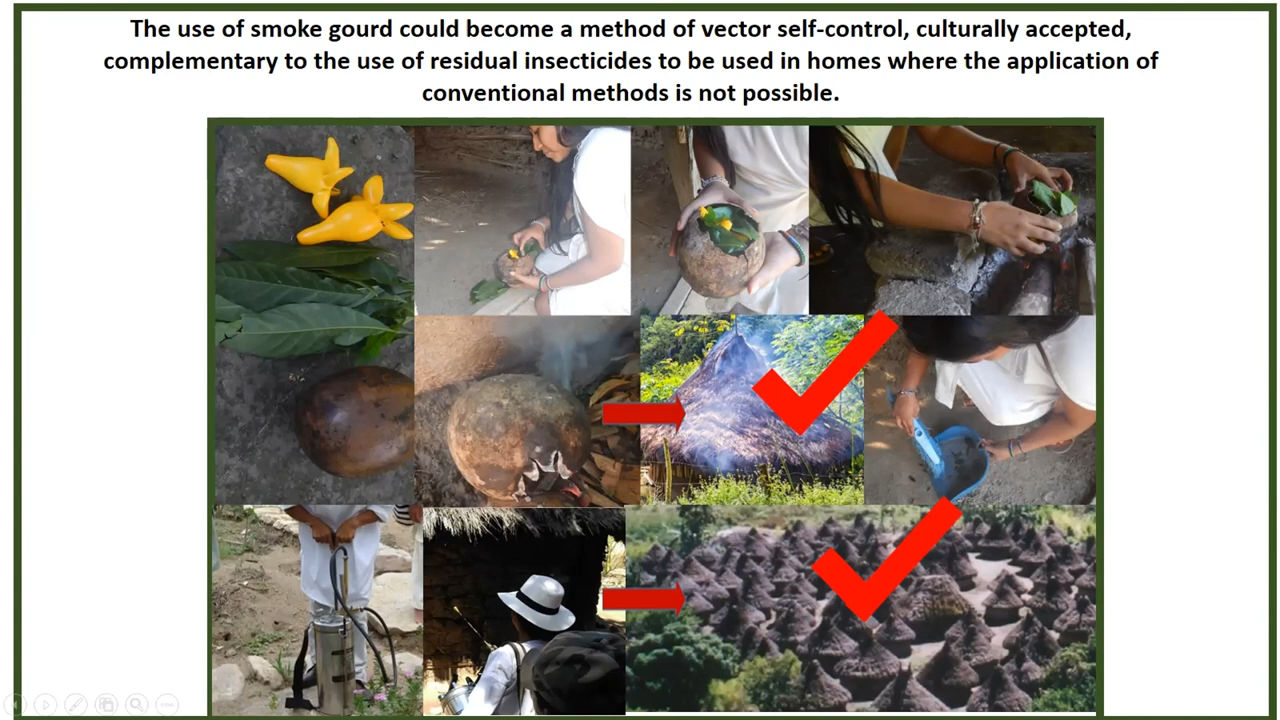 The use of smoke gourd could become a method of vector self-control, culturally accepted,
complementary to the use of residual insecticides to be used in homes where the application of
conventional methods is not possible.